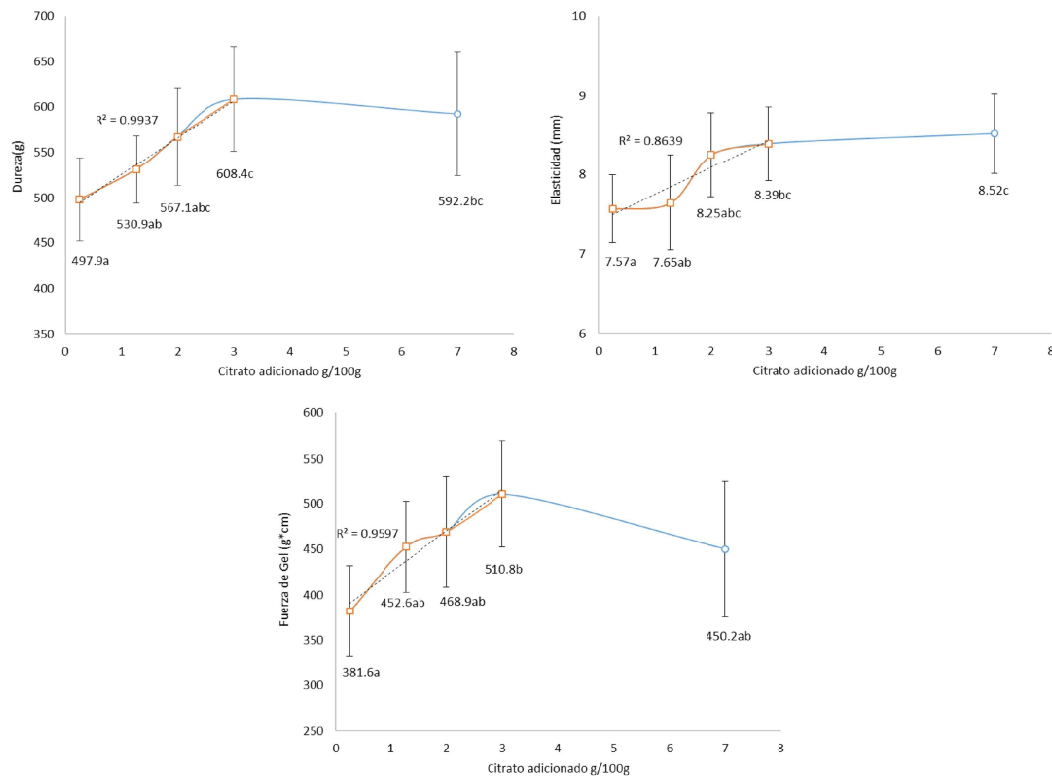 700
650
600
550
500
450
400
350
Dureza(g)
R² = 0.9937
497.9a
530.9ab
567.1abc
608.4c
592.2bc
0 1 2 3 4 5 6 7 8
Citrato adicionado g/100g
10
9
8
7
6
Elasticidad (mm)
R² = 0.8639
7.57a
7.65ab
8.25abc
8.39bc
8.52c
0 1 2 3 4 5 6 7 8
Citrato adicionado g/100g
600
550
500
450
400
350
300
250
Fuerza de Gel (g*cm)
R² = 0.9597
381.6a
452.6ab
468.9ab
510.8b
450.2ab
0 1 2 3 4 5 6 7 8
Citrato adicionado g/100g